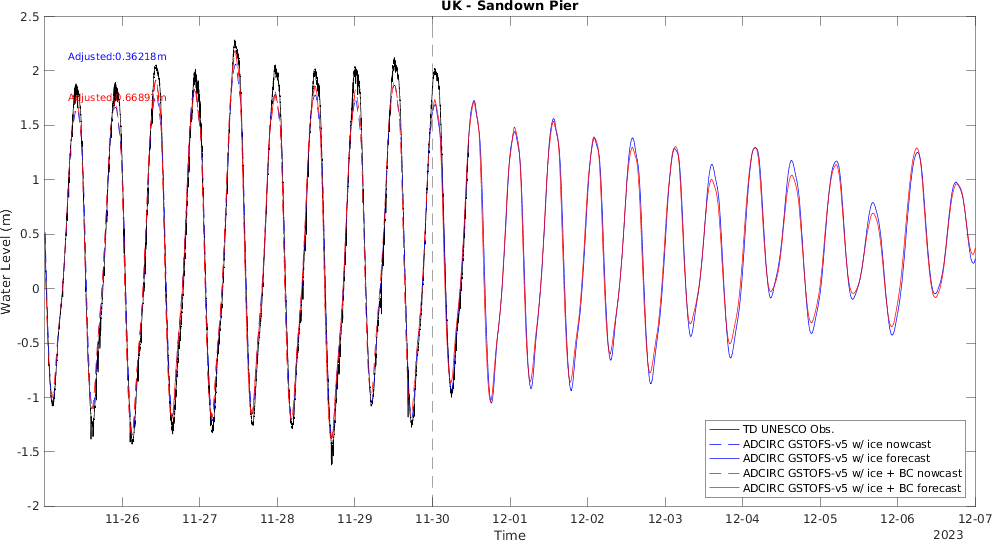 UK - Sandown Pier
2.5
2
1.5
1
0.5
0
-0.5
-1
-1.5
-2
Water Level (m)
Adjusted:0.36218m
Adjusted:0.66891m
11-26
11-27
11-28
11-29
11-30
12-01
12-02
12-03
12-04
12-05
12-06
12-07
Time
2023
TD UNESCO Obs.
ADCIRC GSTOFS-v5 w/ ice nowcast
ADCIRC GSTOFS-v5 w/ ice forecast
ADCIRC GSTOFS-v5 w/ ice + BC nowcast
ADCIRC GSTOFS-v5 w/ ice + BC forecast